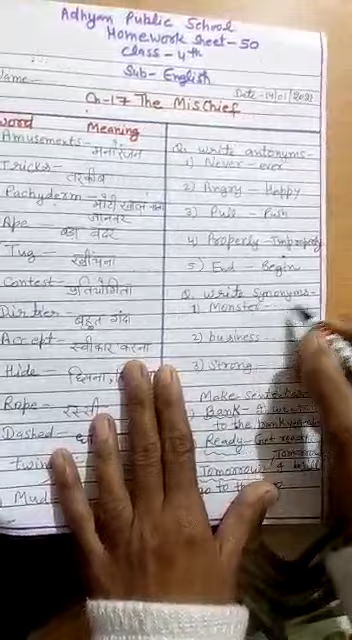 Adhyan Public School
Homework Sheet-50
Class-4th
Sub-English
Name
Date-14/01/2021
Ch-17 The Mischief
word Meaning
Amusements- मनोरंजन
Tricks- तरकीब
Pachyderm- मोटी खाल वाला जानवर
Ape- का बंदर
Tug- खींचना
Contest- प्रतियोगिता
Dirtier- बहुत गंदा
Accept- स्वीकार करना
Hide- छिपना,
Rope- रस्सी
Dashed-
Mud
Q. write antonyms-
1) Never-ever
2) Angry-Happy
3) Pull-Push
4) Properly-Improperly
5) End-Begin
Q. write synonyms-
1) Monster-
2) business-
3) Strong-
Make sentences
Bank-
to the bank
Ready- Get ready
Tomorrow
Tomorrow
go to the